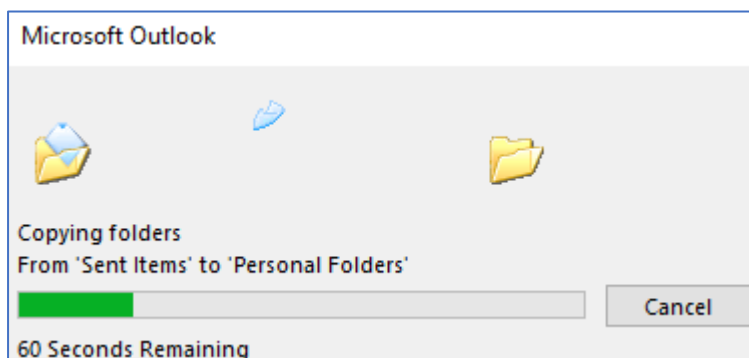 Microsoft Outlook
Copying folders
From 'Sent Items' to 'Personal Folders'
Cancel
60 Seconds Remaining